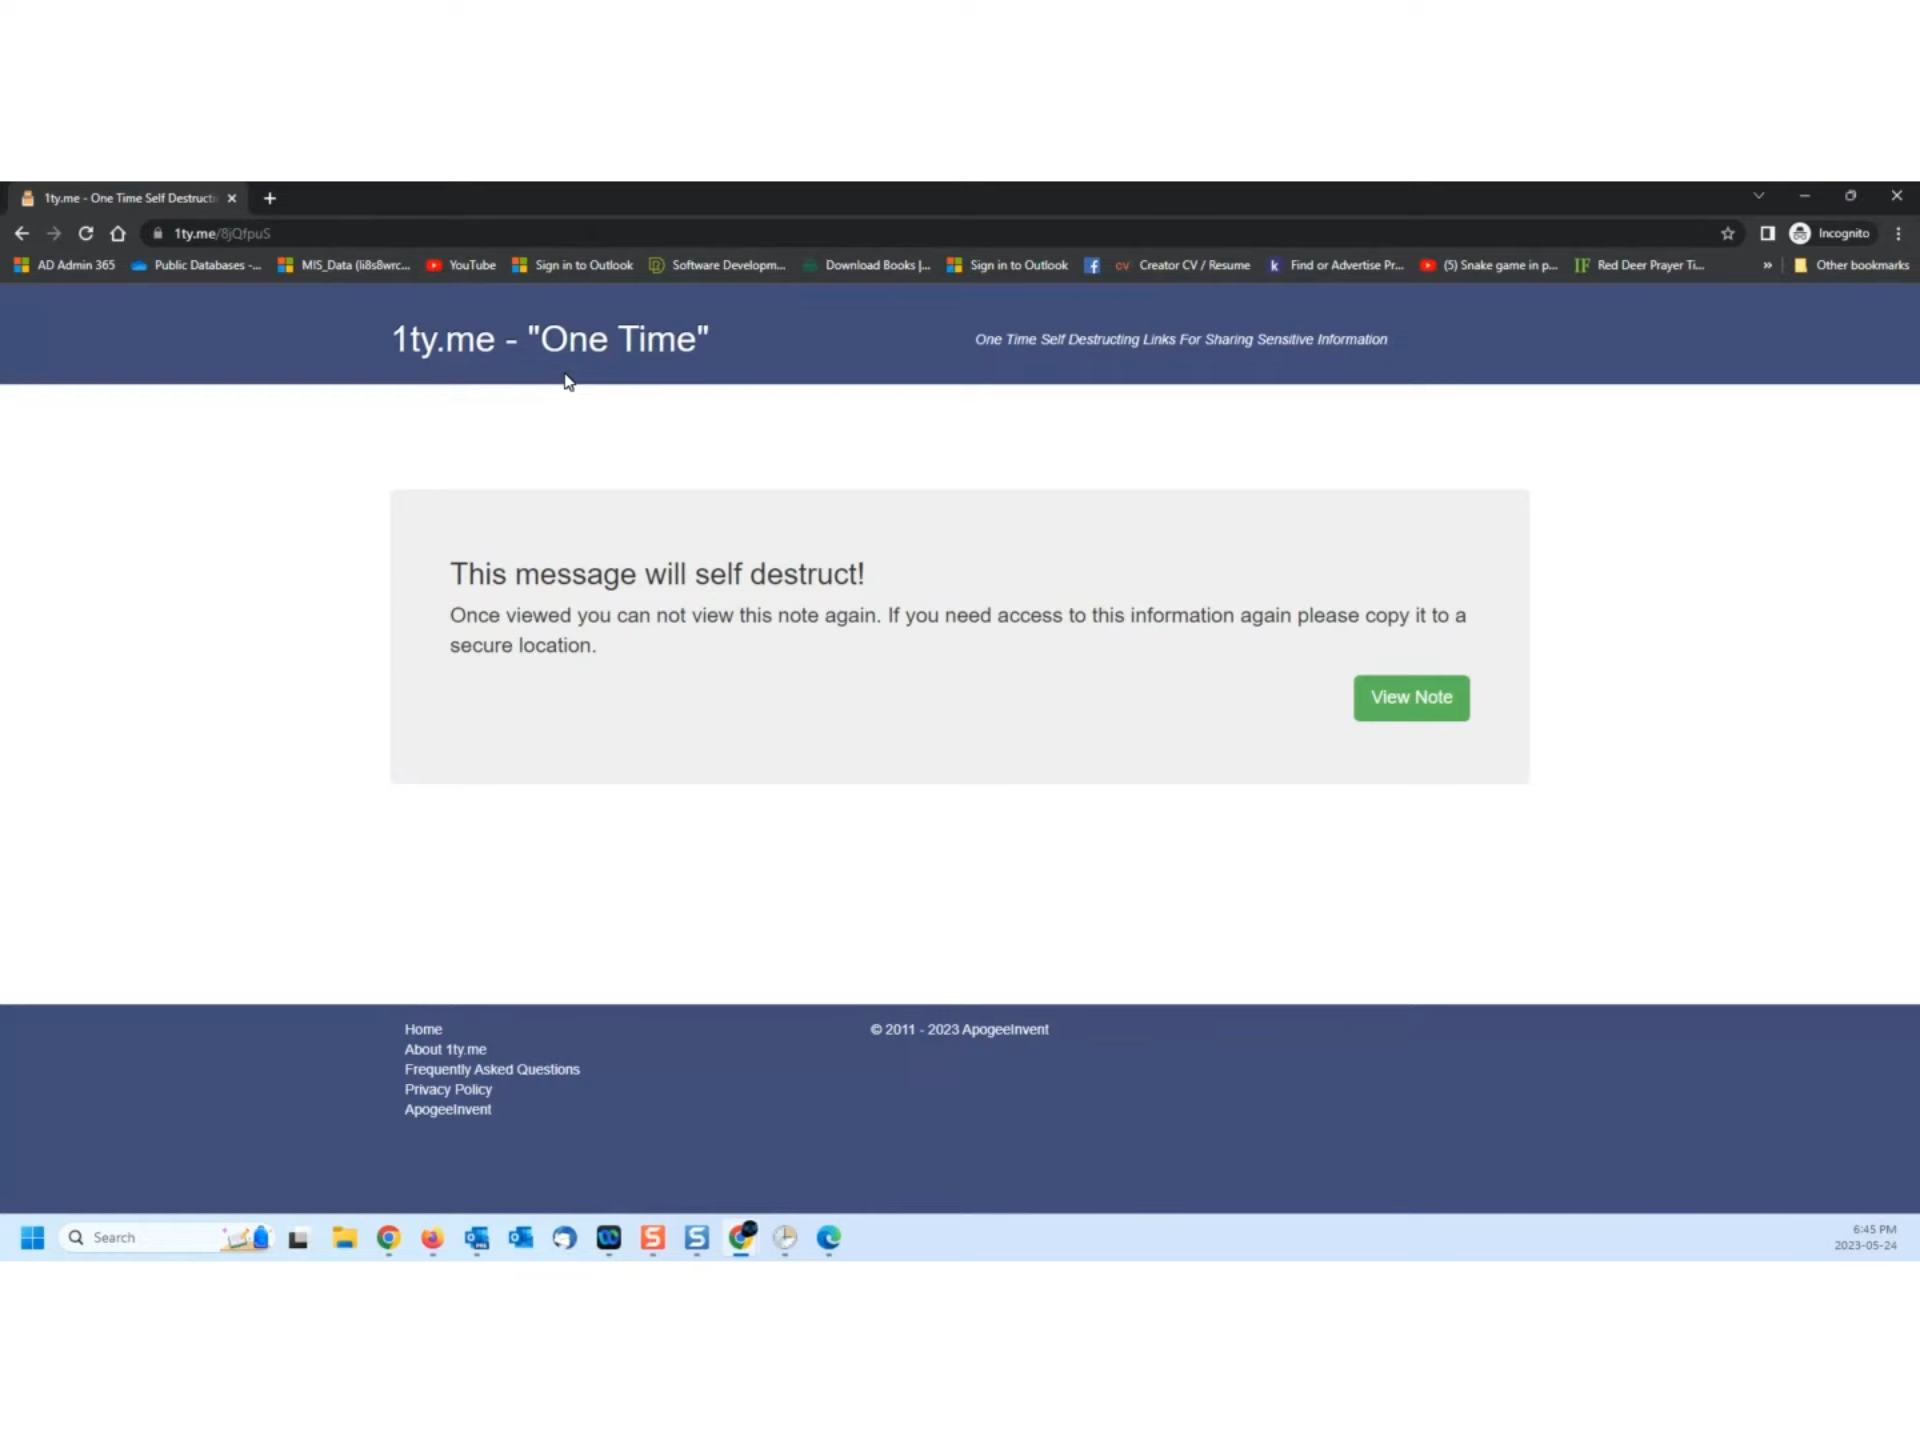 1ty.me - One Time Self Destructi
1ty.me/8jQfpuS
Incognito
AD Admin 365
Public Databases -...
MIS_Data (li8s8wrc...
YouTube
Sign in to Outlook
Software Developm...
Download Books |...
Sign in to Outlook
CV Creator CV / Resume
k Find or Advertise Pr...
(5) Snake game in p...
IF Red Deer Prayer Ti...
»
Other bookmarks
1ty.me - "One Time"
One Time Self Destructing Links For Sharing Sensitive Information
This message will self destruct!
Once viewed you can not view this note again. If you need access to this information again please copy it to a
secure location.
View Note
Home
About 1ty.me
Frequently Asked Questions
Privacy Policy
ApogeeInvent
© 2011 - 2023 ApogeeInvent
Search
6:45 PM
2023-05-24